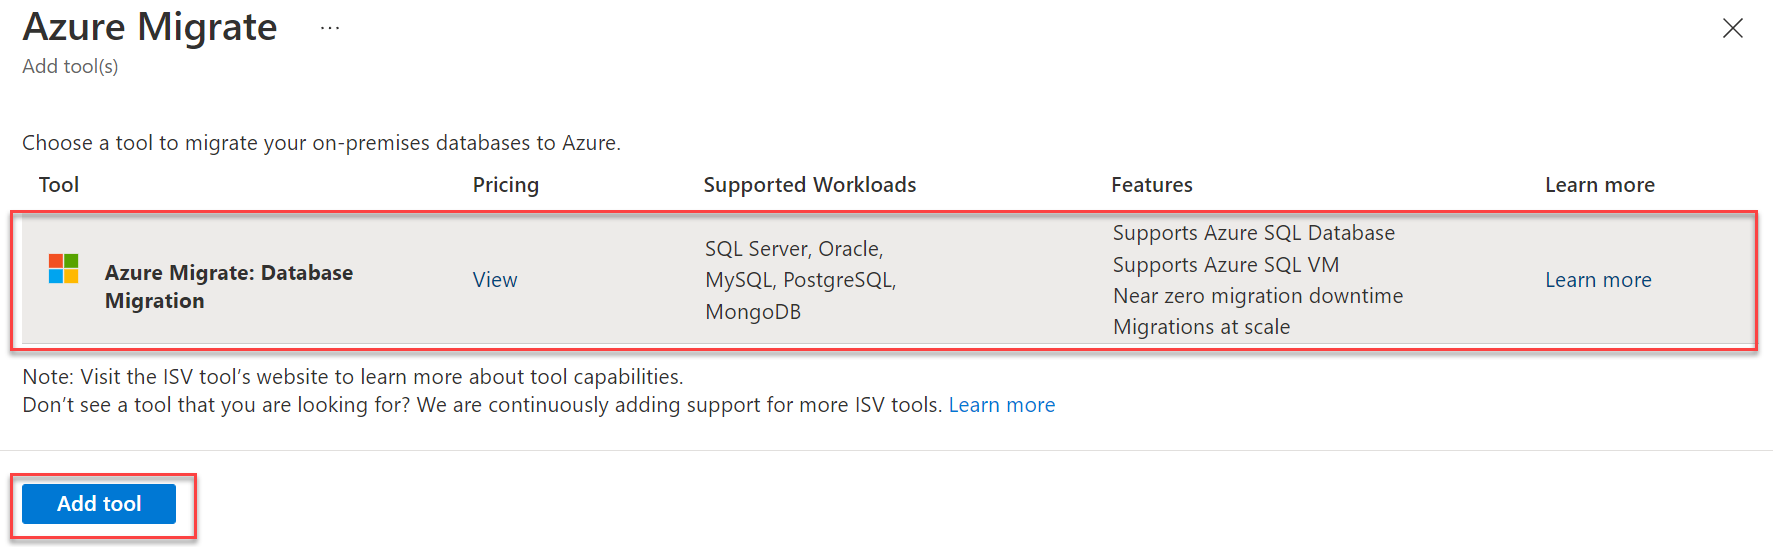 Azure Migrate ...
Add tool(s)
Choose a tool to migrate your on-premises databases to Azure.
Tool Pricing Supported Workloads Features Learn more
Azure Migrate: Database
Migration
View
SQL Server, Oracle,
MySQL, PostgreSQL,
MongoDB
Supports Azure SQL Database
Supports Azure SQL VM
Near zero migration downtime
Migrations at scale
Learn more
Note: Visit the ISV tool’s website to learn more about tool capabilities.
Don’t see a tool that you are looking for? We are continuously adding support for more ISV tools. Learn more
Add tool